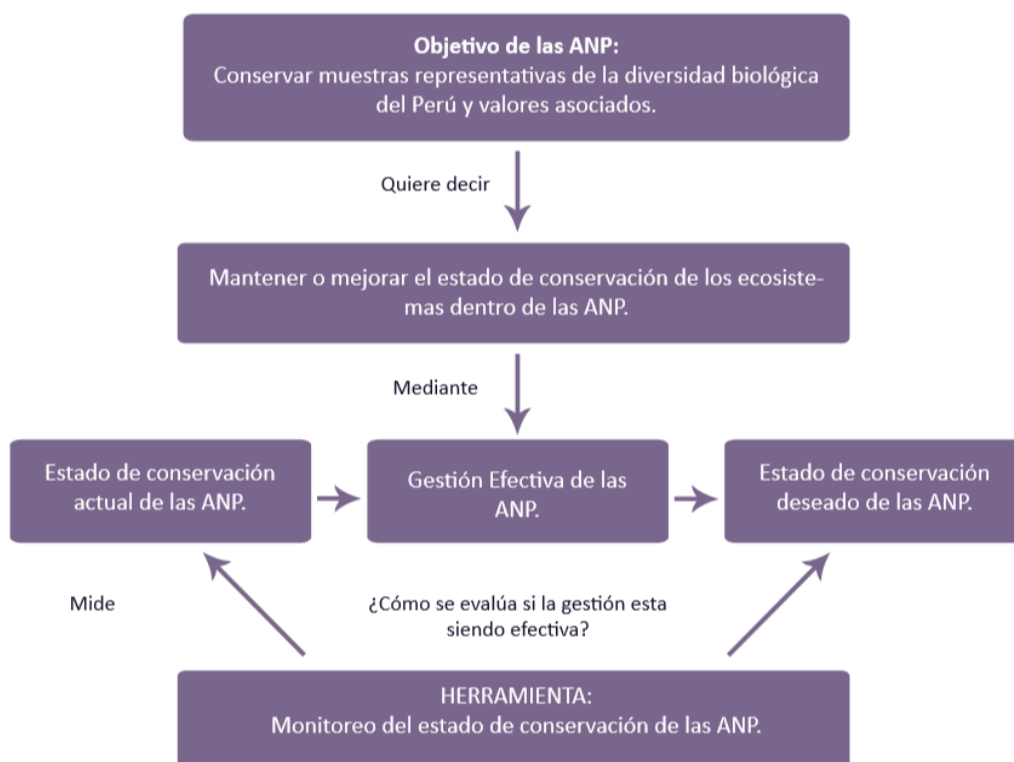 Objetivo de las ANP:
Conservar muestras representativas de la diversidad biológica
del Perú y valores asociados.
Quiere decir
Mantener o mejorar el estado de conservación de los ecosiste-
mas dentro de las ANP.
Mediante
Estado de conservación
actual de las ANP.
Gestión Efectiva de las
ANP.
Estado de conservación
deseado de las ANP.
Mide
¿Cómo se evalúa si la gestión esta
siendo efectiva?
HERRAMIENTA:
Monitoreo del estado de conservación de las ANP.